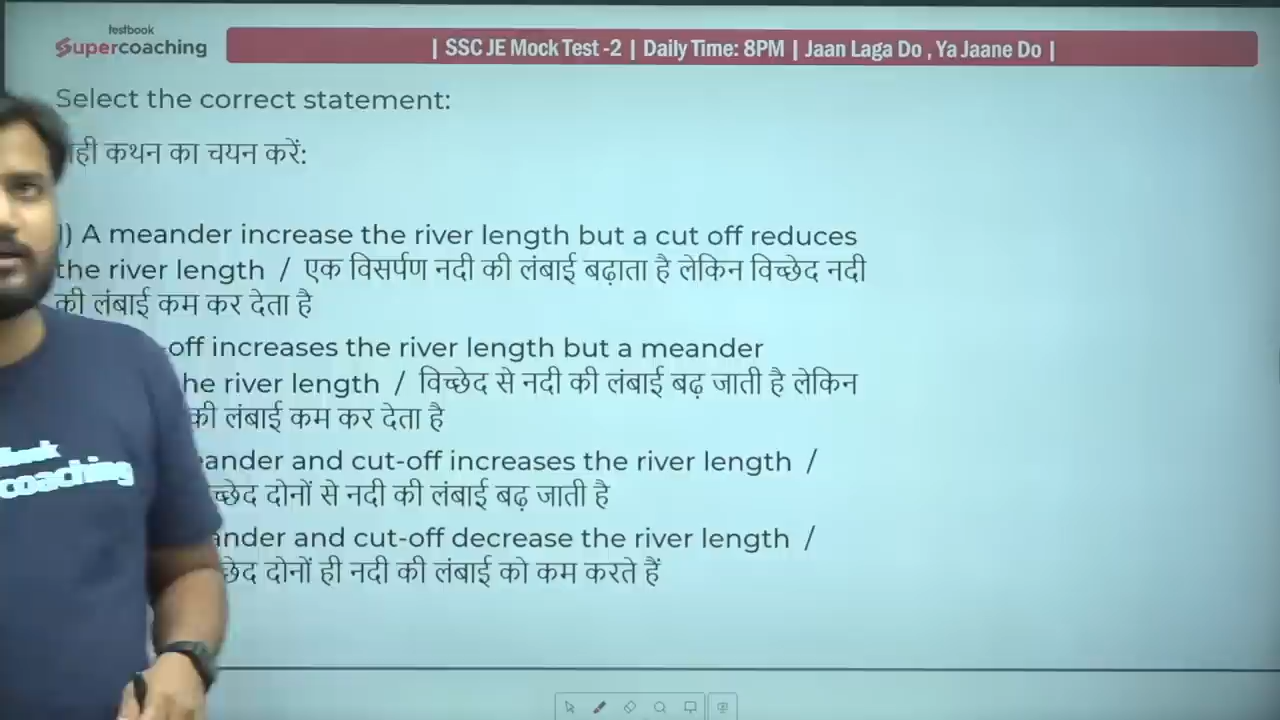 testbook
Supercoaching
| SSC JE Mock Test -2 | Daily Time: 8PM | Jaan Laga Do , Ya Jaane Do |
Select the correct statement:
कथन का चयन करें:
A meander increase the river length but a cut off reduces
the river length / एक विसर्पण नदी की लंबाई बढ़ाता है लेकिन विच्छेद नदी
की लंबाई कम कर देता है
-off increases the river length but a meander
he river length / विच्छेद से नदी की लंबाई बढ़ जाती है लेकिन
की लंबाई कम कर देता है
eander and cut-off increases the river length /
च्छेद दोनों से नदी की लंबाई बढ़ जाती है
ander and cut-off decrease the river length /
छेद दोनों ही नदी की लंबाई को कम करते हैं
coaching